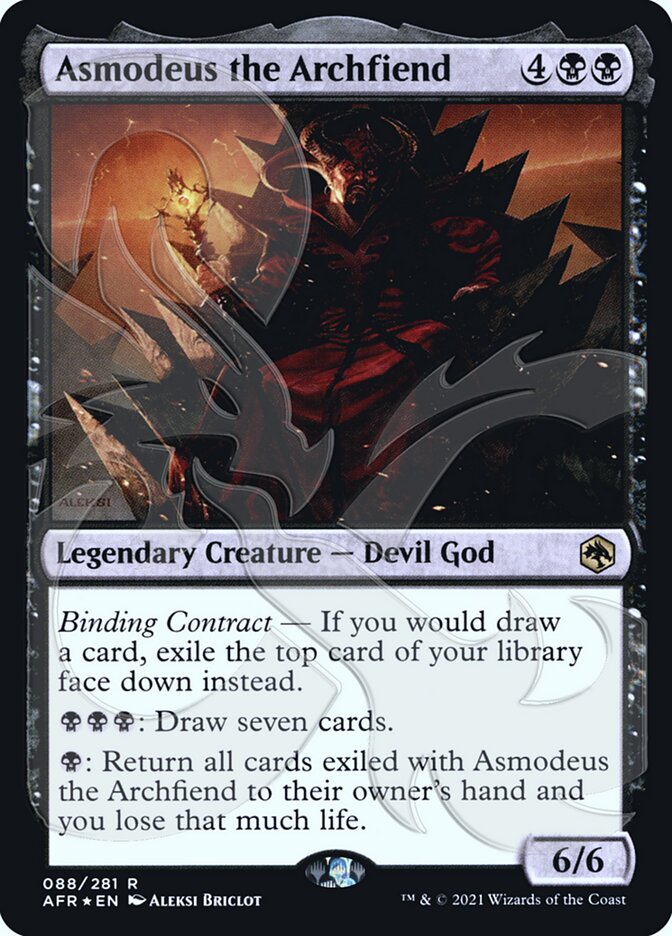 Asmodeus the Archfiend 4
ALEKSI
Legendary Creature — Devil God
Binding Contract — If you would draw
a card, exile the top card of your library
face down instead.
: Draw seven cards.
: Return all cards exiled with Asmodeus
the Archfiend to their owner's hand and
you lose that much life.
6/6
088/281 R
AFR★EN Aleksi Briclot
™ & © 2021 Wizards of the Coast